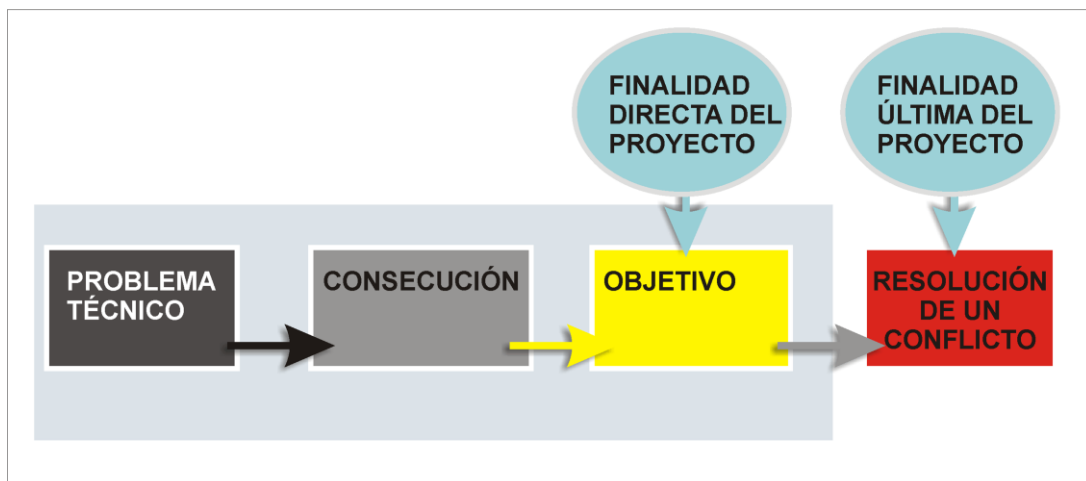 FINALIDAD
DIRECTA DEL
PROYECTO
FINALIDAD
ÚLTIMA DEL
PROYECTO
PROBLEMA
TÉCNICO
CONSECUCIÓN
OBJETIVO
RESOLUCIÓN
DE UN
CONFLICTO